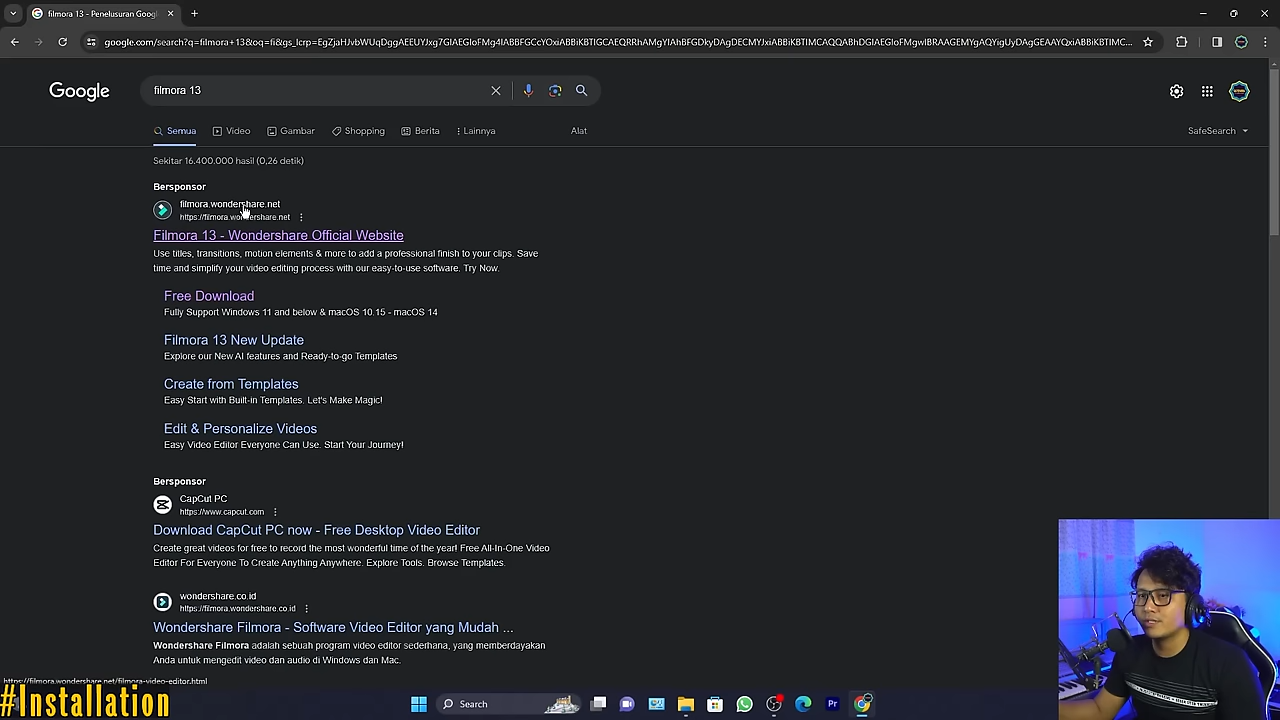 filmora 13 - Penelusuran Googl
google.com/search?q=filmora+13&oq=fi&gs_lcrp=EgZjaHJvbWUqDggAEEUYJxg7GIAEGIoFMg4IABBFGCcYOxiABBiKBTIGCAEQRRhAMgYIAhBFGDkyDAgDECMYJxiABBiKBTIMCAQQABhDGIAEGIoFMgwIBRAAGEMYgAQYigUyDAgGEAAYQxiABBiKBTIMC...
Google
filmora 13
Semua
Video
Gambar
Shopping
Berita
Lainnya
Alat
SafeSearch
Sekitar 16.400.000 hasil (0,26 detik)
Bersponsor
filmora.wondershare.net
https://filmora.wondershare.net
Filmora 13 - Wondershare Official Website
Use titles, transitions, motion elements & more to add a professional finish to your clips. Save
time and simplify your video editing process with our easy-to-use software. Try Now.
Free Download
Fully Support Windows 11 and below & macOS 10.15 - macOS 14
Filmora 13 New Update
Explore our New AI features and Ready-to-go Templates
Create from Templates
Easy Start with Built-in Templates. Let's Make Magic!
Edit & Personalize Videos
Easy Video Editor Everyone Can Use. Start Your Journey!
Bersponsor
CapCut PC
https://www.capcut.com
Download CapCut PC now - Free Desktop Video Editor
Create great videos for free to record the most wonderful time of the year! Free All-In-One Video
Editor For Everyone To Create Anything Anywhere. Explore Tools. Browse Templates.
wondershare.co.id
https://filmora.wondershare.co.id
Wondershare Filmora - Software Video Editor yang Mudah ...
Wondershare Filmora adalah sebuah program video editor sederhana, yang memberdayakan
Anda untuk mengedit video dan audio di Windows dan Mac.
https://filmora.wondershare.net/filmora-video-editor.html
#Installation
Search
Pr